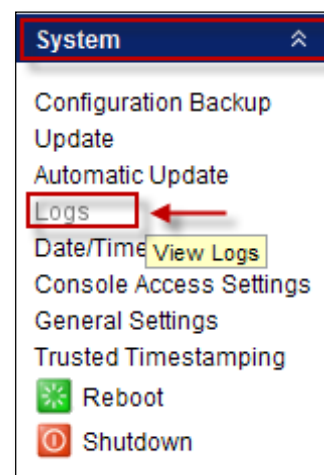 System
Configuration Backup
Update
Automatic Update
Logs
Date/Time
View Logs
Console Access Settings
General Settings
Trusted Timestamping
Reboot
Shutdown